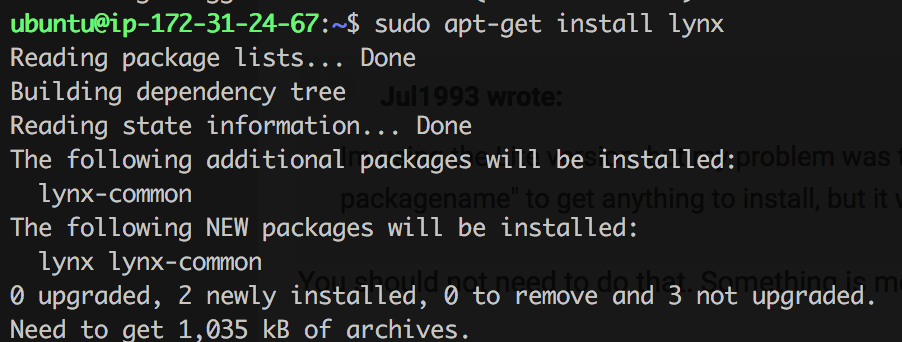 ubuntu@ip-172-31-24-67:~$ sudo apt-get install lynx
Reading package lists... Done
Building dependency tree
Jul1993 wrote:
Reading state information... Done
The following additional packages will be installed:
lynx-common
packagename" to get anything to install, but it
The following NEW packages will be installed:
lynx lynx-common
You should not need to do that. Something is
0 upgraded, 2 newly installed, 0 to remove and 3 not upgraded.
Need to get 1,035 kB of archives.